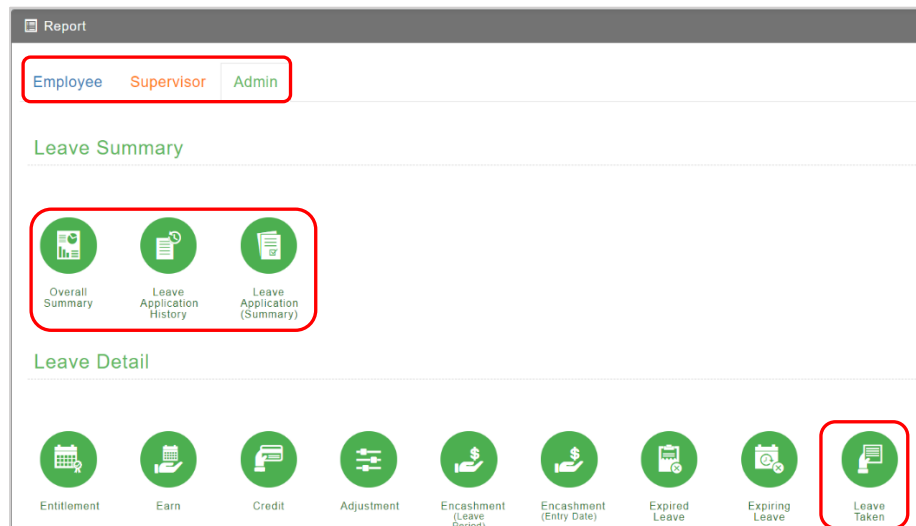 Report
Employee Supervisor Admin
Leave Summary
Overall Summary
Leave Application History
Leave Application (Summary)
Leave Detail
Entitlement
Earn
Credit
Adjustment
Encashment (Leave Period)
Encashment (Entry Date)
Expired Leave
Expiring Leave
Leave Taken